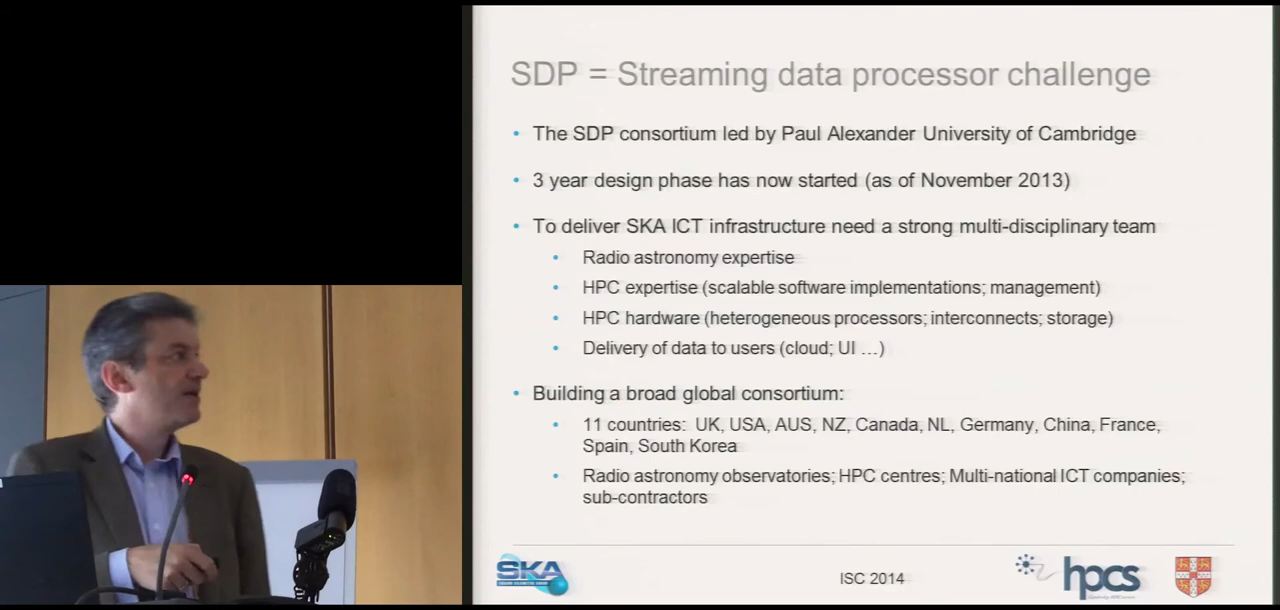 SDP = Streaming data processor challenge
• The SDP consortium led by Paul Alexander University of Cambridge
• 3 year design phase has now started (as of November 2013)
• To deliver SKA ICT infrastructure need a strong multi-disciplinary team
• Radio astronomy expertise
• HPC expertise (scalable software implementations; management)
• HPC hardware (heterogeneous processors; interconnects; storage)
• Delivery of data to users (cloud; UI …)
• Building a broad global consortium:
• 11 countries: UK, USA, AUS, NZ, Canada, NL, Germany, China, France,
Spain, South Korea
• Radio astronomy observatories; HPC centres; Multi-national ICT companies;
sub-contractors
SKA
ISC 2014
hpcs